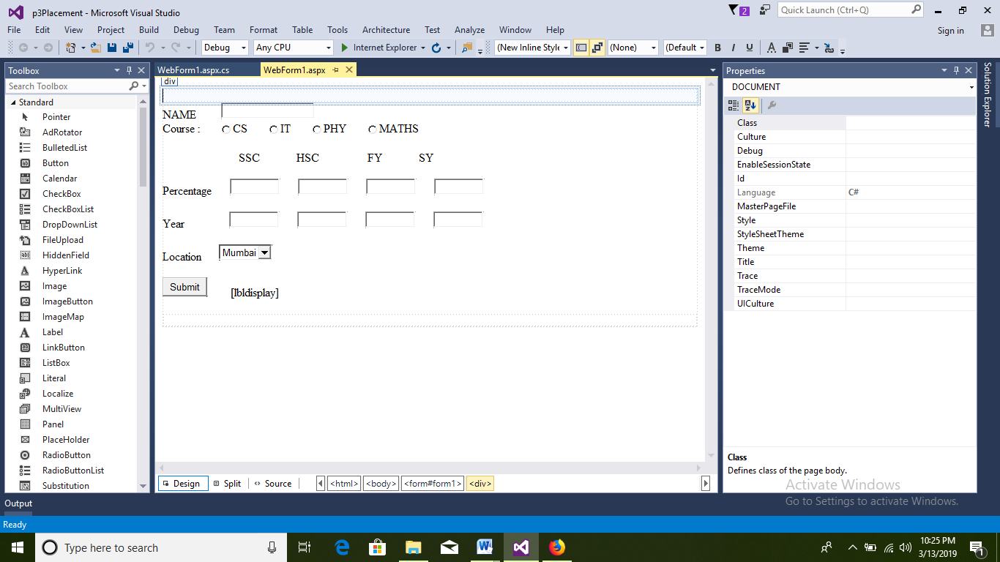 p3Placement - Microsoft Visual Studio
2
Quick Launch (Ctrl+Q)
File Edit View Project Build Debug Team Format Table Tools Architecture Test Analyze Window Help
Sign in
Debug Any CPU Internet Explorer (New Inline Style (None) (Default B I U A
Toolbox
Search Toolbox
Standard
Pointer
AdRotator
BulletedList
Button
Calendar
CheckBox
CheckBoxList
DropDownList
FileUpload
HiddenField
HyperLink
Image
ImageButton
ImageMap
Label
LinkButton
ListBox
Literal
Localize
MultiView
Panel
PlaceHolder
RadioButton
RadioButtonList
Substitution
WebForm1.aspx.cs WebForm1.aspx
div
NAME
Course : CS IT PHY MATHS
SSC HSC FY SY
Percentage
Year
Location Mumbai
Submit [lbldisplay]
Design Split Source <html> <body> <form#form1> <div>
Properties
DOCUMENT
Class
Culture
Debug
EnableSessionState
Id
Language C#
MasterPageFile
Style
StyleSheetTheme
Theme
Title
Trace
TraceMode
UICulture
Class
Defines class of the page body.
Solution Explorer
Activate Windows
Go to Settings to activate Windows.
Output
Ready
Type here to search
10:25 PM
3/13/2019
1